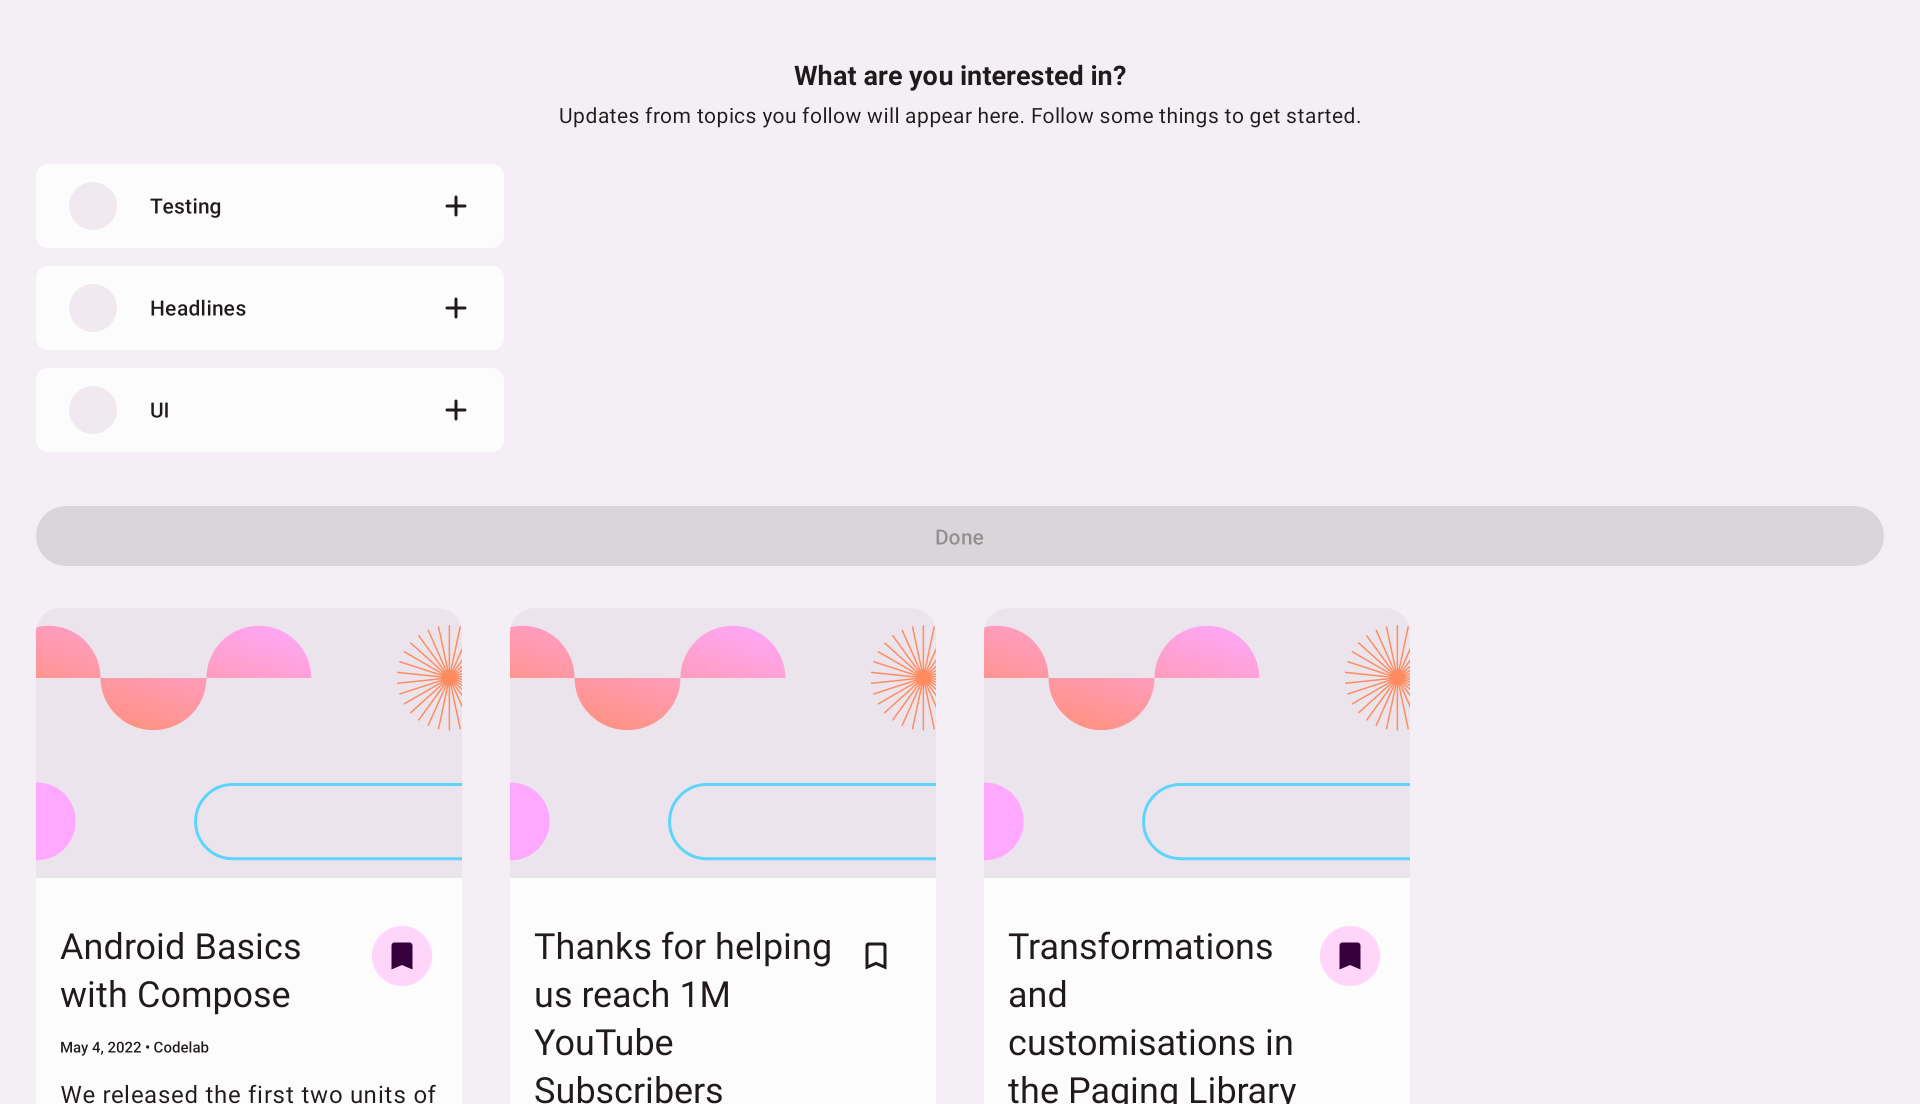 What are you interested in?
Updates from topics you follow will appear here. Follow some things to get started.
Testing
Headlines
UI
Done
Android Basics
with Compose
May 4, 2022 • Codelab
We released the first two units of
Thanks for helping
us reach 1M
YouTube
Subscribers
Transformations
and
customisations in
the Paging Library